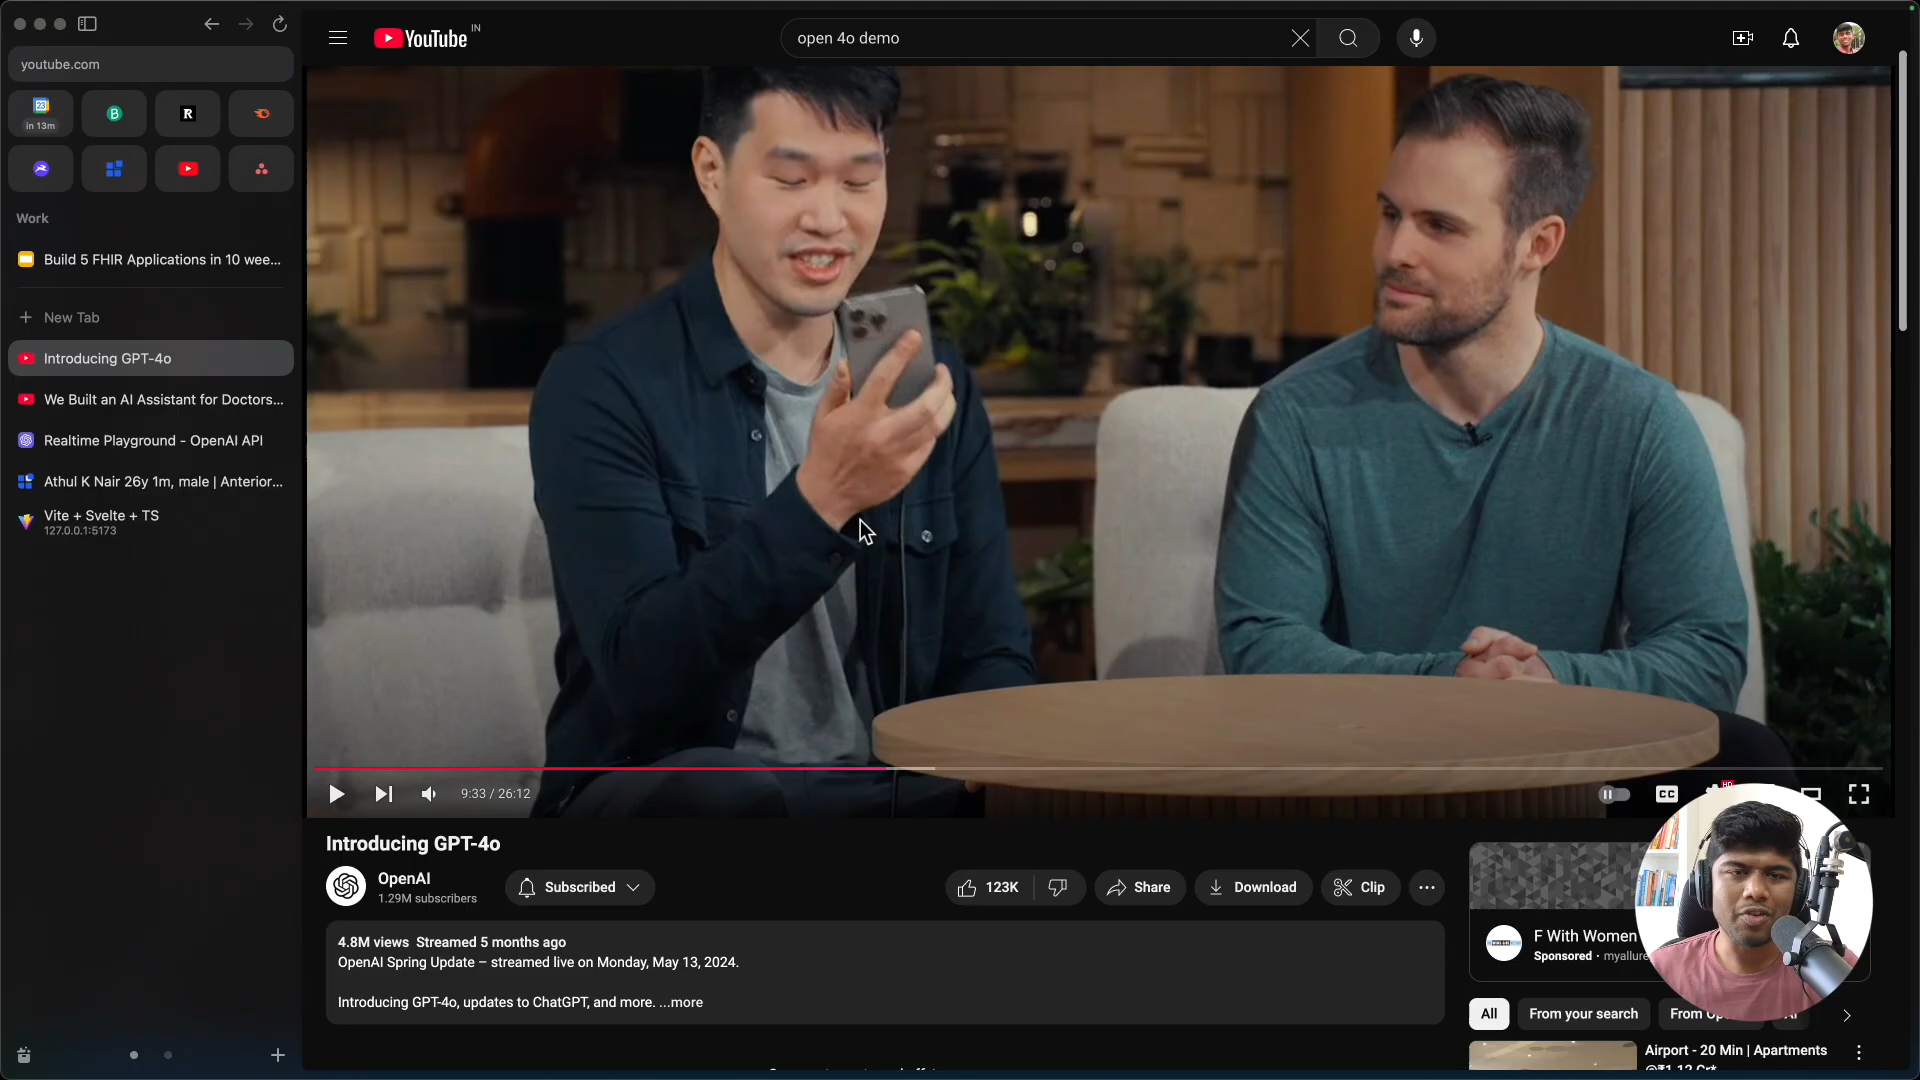 youtube.com
23
in 13m
B
R
Work
Build 5 FHIR Applications in 10 wee...
New Tab
Introducing GPT-4o
We Built an AI Assistant for Doctors...
Realtime Playground - OpenAI API
Athul K Nair 26y 1m, male | Anterior...
Vite + Svelte + TS
127.0.0.1:5173
YouTube IN
open 4o demo
9:33 / 26:12
CC
HD
Introducing GPT-4o
OpenAI
1.29M subscribers
Subscribed
123K
Share
Download
Clip
4.8M views Streamed 5 months ago
OpenAI Spring Update – streamed live on Monday, May 13, 2024.
Introducing GPT-4o, updates to ChatGPT, and more. ...more
F With Women
Sponsored · myallure
All
From your search
From
Airport - 20 Min | Apartments